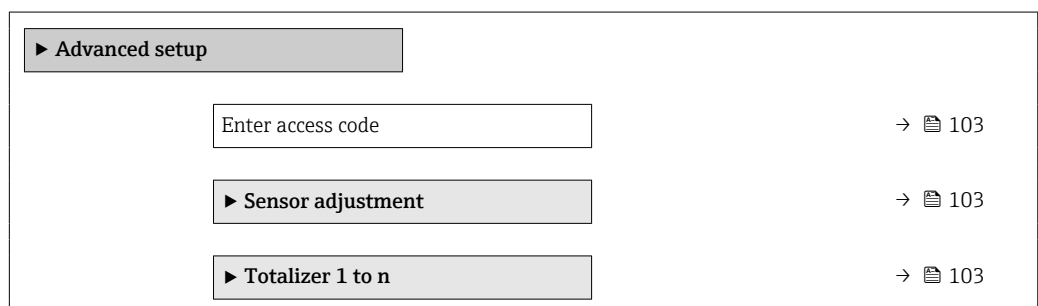 ▶ Advanced setup
Enter access code → 103
▶ Sensor adjustment → 103
▶ Totalizer 1 to n → 103